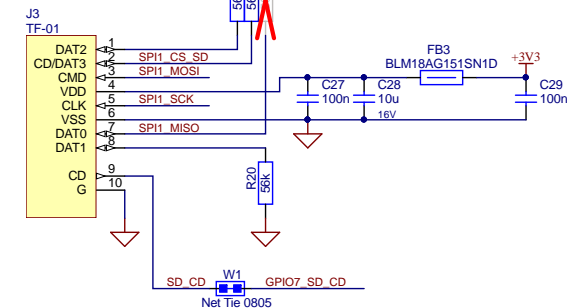 J3
TF-01
DAT2 1
CD/DAT3 2 SPI1_CS_SD
CMD 3 SPI1_MOSI
VDD 4
CLK 5 SPI1_SCK
VSS 6
DAT0 7 SPI1_MISO
DAT1 8
CD 9
G 10
FB3
BLM18AG151SN1D
+3V3
C27
100n
C28
10u
16V
C29
100n
R20
56k
SD_CD
W1
GPIO7_SD_CD
Net Tie 0805